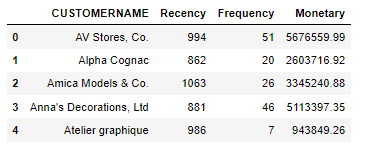 CUSTOMERNAME Recency Frequency Monetary
0 AV Stores, Co. 994 51 5676559.99
1 Alpha Cognac 862 20 2603716.92
2 Amica Models & Co. 1063 26 3345240.88
3 Anna's Decorations, Ltd 881 46 5113397.35
4 Atelier graphique 986 7 943849.26